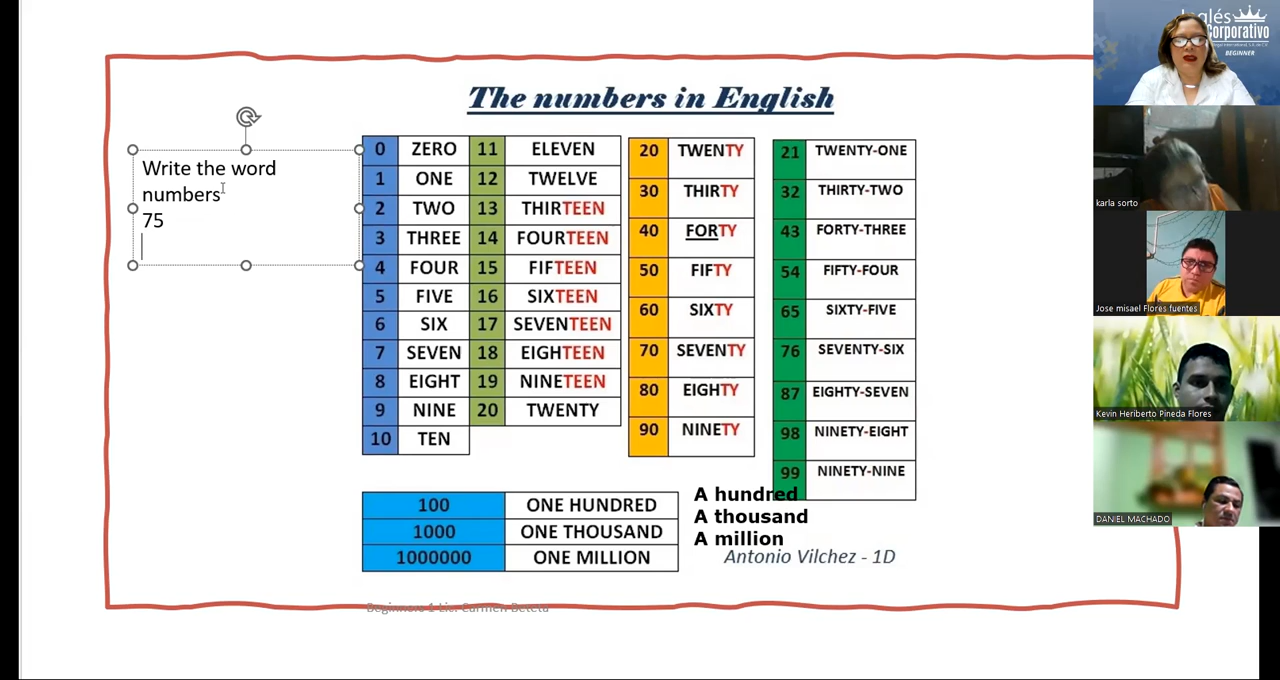 The numbers in English
Write the word
numbers
75
0 ZERO 11 ELEVEN
1 ONE 12 TWELVE
2 TWO 13 THIRTEEN
3 THREE 14 FOURTEEN
4 FOUR 15 FIFTEEN
5 FIVE 16 SIXTEEN
6 SIX 17 SEVENTEEN
7 SEVEN 18 EIGHTEEN
8 EIGHT 19 NINETEEN
9 NINE 20 TWENTY
10 TEN
20 TWENTY
30 THIRTY
40 FORTY
50 FIFTY
60 SIXTY
70 SEVENTY
80 EIGHTY
90 NINETY
21 TWENTY-ONE
32 THIRTY-TWO
43 FORTY-THREE
54 FIFTY-FOUR
65 SIXTY-FIVE
76 SEVENTY-SIX
87 EIGHTY-SEVEN
98 NINETY-EIGHT
99 NINETY-NINE
100 ONE HUNDRED
1000 ONE THOUSAND
1000000 ONE MILLION
A hundred
A thousand
A million
Antonio Vilchez - 1D
Beginners 1 Lic. Carmen Beteta
Inglés
Corporativo
BEGINNER
karla sorto
Jose misael Flores fuentes
Kevin Heriberto Pineda Flores
DANIEL MACHADO